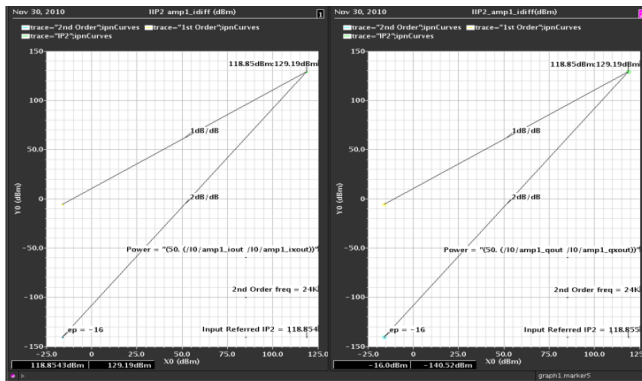 Nov 30, 2010
IIP2 amp1_idiff (dBm)
1
trace="2nd Order";ipnCurves
trace="1st Order";ipnCurves
trace="IP2";ipnCurves
150
100
50.0
0
-50.0
-100
-150
Y0 (dBm)
118.85dBm:129.19dBm
1dB/dB
2dB/dB
Power = "(50. (/I0/amp1_iout /I0/amp1_ixout))"
2nd Order freq = 24K
ep = -16
Input Referred IP2 = 118.854
-25.0
0
25.0
50.0
75.0
100.0
125.0
X0 (dBm)
118.8543dBm
129.19dBm
Nov 30, 2010
IIP2_amp1_idiff(dBm)
trace="2nd Order";ipnCurves
trace="1st Order";ipnCurves
trace="IP2";ipnCurves
150
100
50.0
0
-50.0
-100
-150
Y0 (dBm)
118.85dBm:129.19dBm
1dB/dB
2dB/dB
Power = "(50. (/I0/amp1_qout /I0/amp1_qxout))"
2nd Order freq = 24K
ep = -16
Input Referred IP2 = 118.855
-25.0
0
25.0
50.0
75.0
100.0
125.0
X0 (dBm)
-16.0dBm
-140.52dBm
graph1.marker5